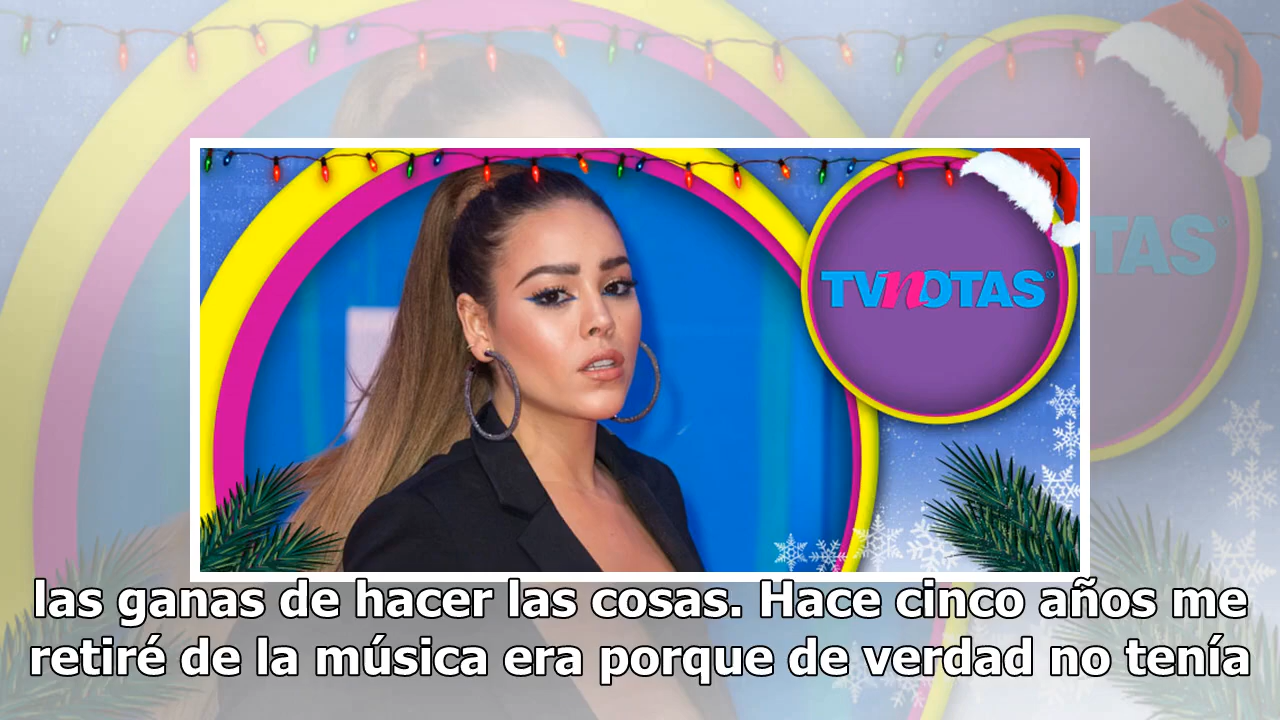 TVnOTAS
TAS
las ganas de hacer las cosas. Hace cinco años me
retiré de la música era porque de verdad no tenía